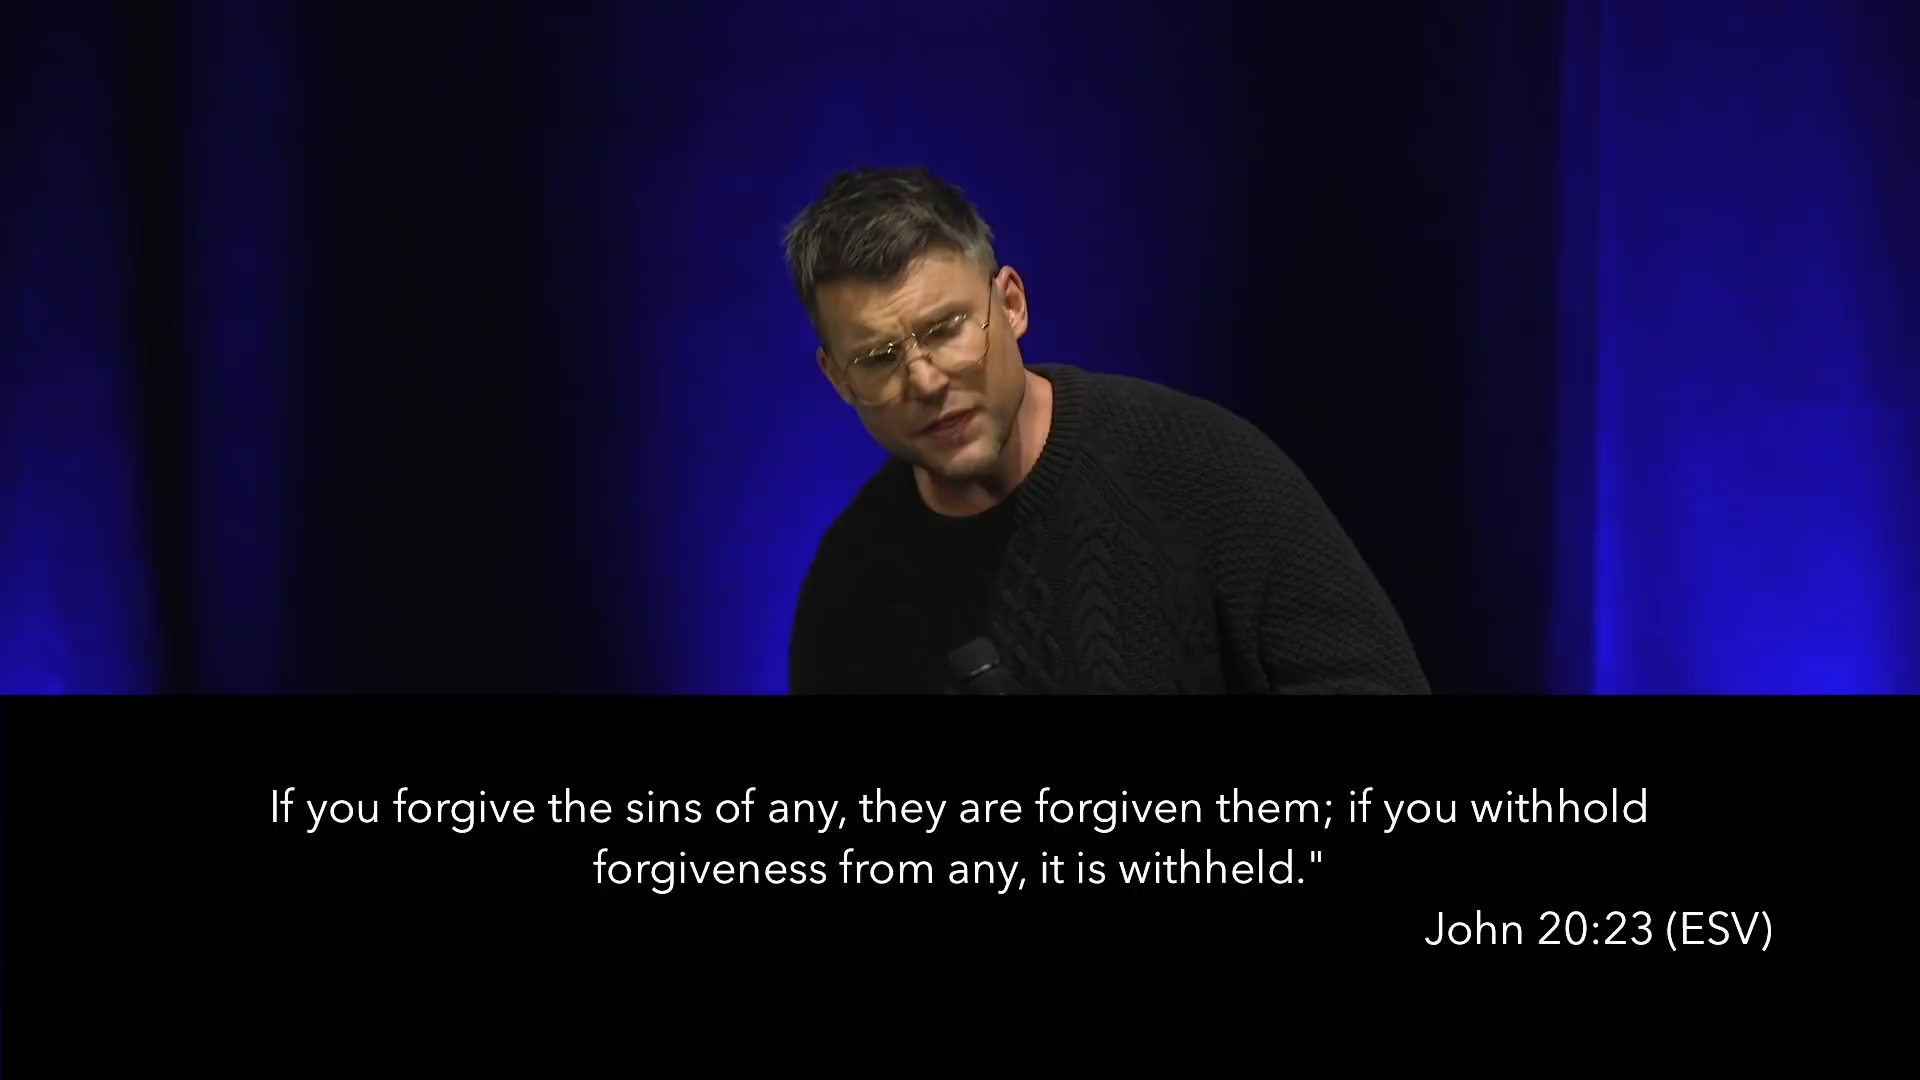 If you forgive the sins of any, they are forgiven them; if you withhold
forgiveness from any, it is withheld."
John 20:23 (ESV)